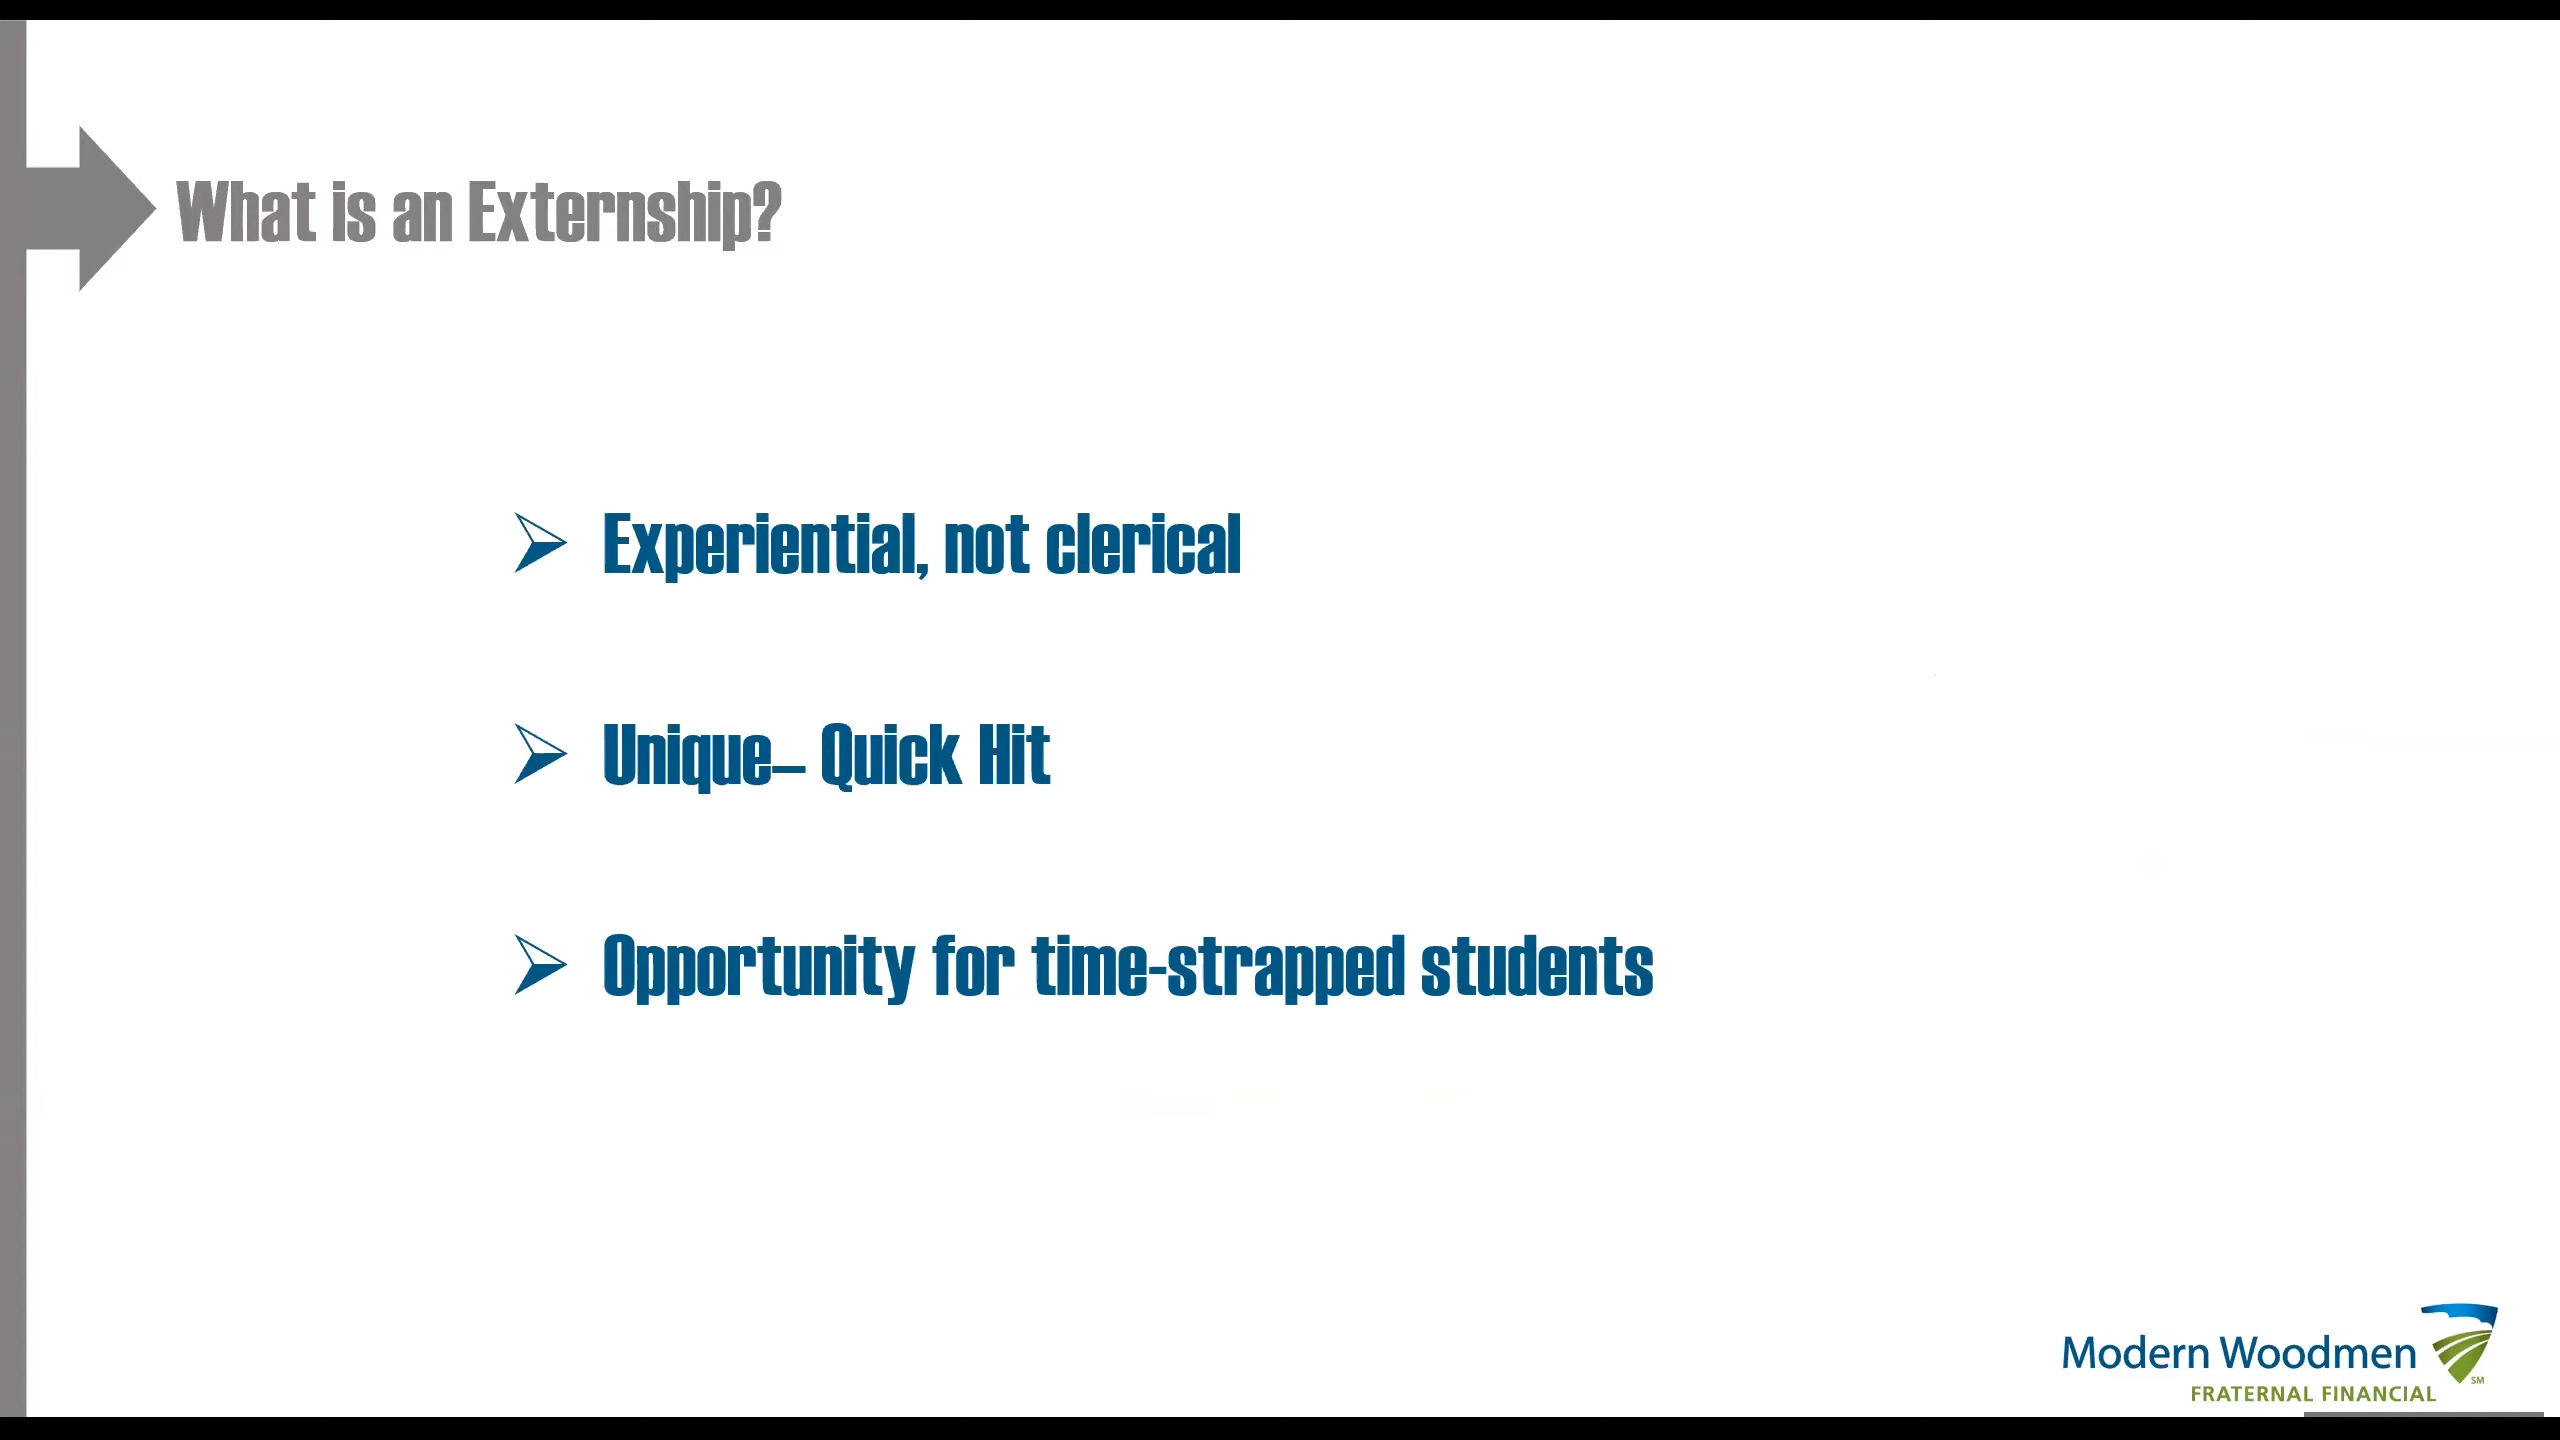 What is an Externship?
Experiential, not clerical
Unique– Quick Hit
Opportunity for time-strapped students
Modern Woodmen
SM
FRATERNAL FINANCIAL